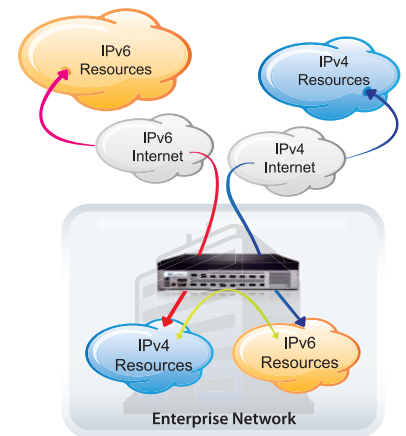 IPv6
Resources
IPv4
Resources
IPv6
Internet
IPv4
Internet
IPv4
Resources
IPv6
Resources
Enterprise Network